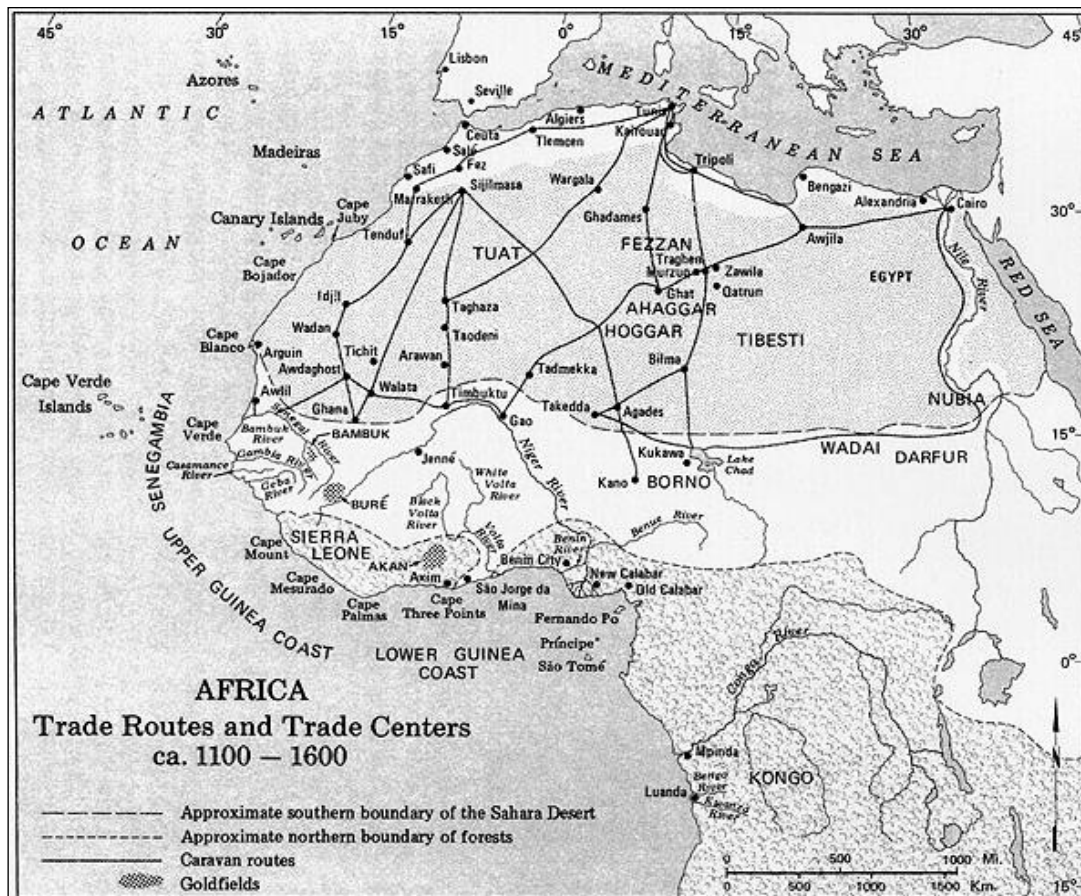 45°
15°
0°
15°
30°
45°
Lisbon
Azores
Seville
MEDITERRANEAN SEA
ATLANTIC
Algiers
Tunis
Ceuta
Kairouan
Tlemcen
Salé
Madeiras
Fez
Tripoli
Safi
Wargala
Bengazi
Sijilmasa
Marrakesh
Alexandria
Cairo
Cape
Juby
Canary Islands
Ghadames
30°
30°
Tenduf
OCEAN
TUAT
FEZZAN
Awjila
Cape
Bojador
Traghen
Murzuq
Zawila
EGYPT
Nile
River
RED SEA
Ghat
Qatrun
Idjil
Taghaza
AHAGGAR
HOGGAR
TIBESTI
Wadan
Taodeni
Cape
Blanco
Arguin
Tichit
Arawan
Bilma
Cape Verde
Islands
Awdaghost
Tadmekka
Awlil
Walata
Timbuktu
NUBIA
Ghana
Takedda
Agades
Gao
SENEGAMBIA
Cape
Verde
Senegal River
Bambuk
River
BAMBUK
15°
WADAI
DARFUR
Gambia River
Kukawa
Lake
Chad
Casamance
River
Jenné
Niger River
White
Volta
River
Geba
River
Kano
BORNO
BURÉ
Black
Volta
River
Benue River
SIERRA
LEONE
Cape
Mount
Volta
River
Benin
River
AKAN
Benin City
UPPER GUINEA COAST
Cape
Mesurado
Axim
New Calabar
Old Calabar
São Jorge da
Mina
Cape
Palmas
Cape
Three Points
Fernando Po
Príncipe
São Tomé
LOWER GUINEA
COAST
Congo River
0°
AFRICA
Trade Routes and Trade Centers
ca. 1100 — 1600
Mpinda
KONGO
Bengo
River
Luanda
Kwanza
River
Approximate southern boundary of the Sahara Desert
Approximate northern boundary of forests
Caravan routes
Goldfields
0 500 1000 Mi.
0 500 1000 1500 Km.
15°